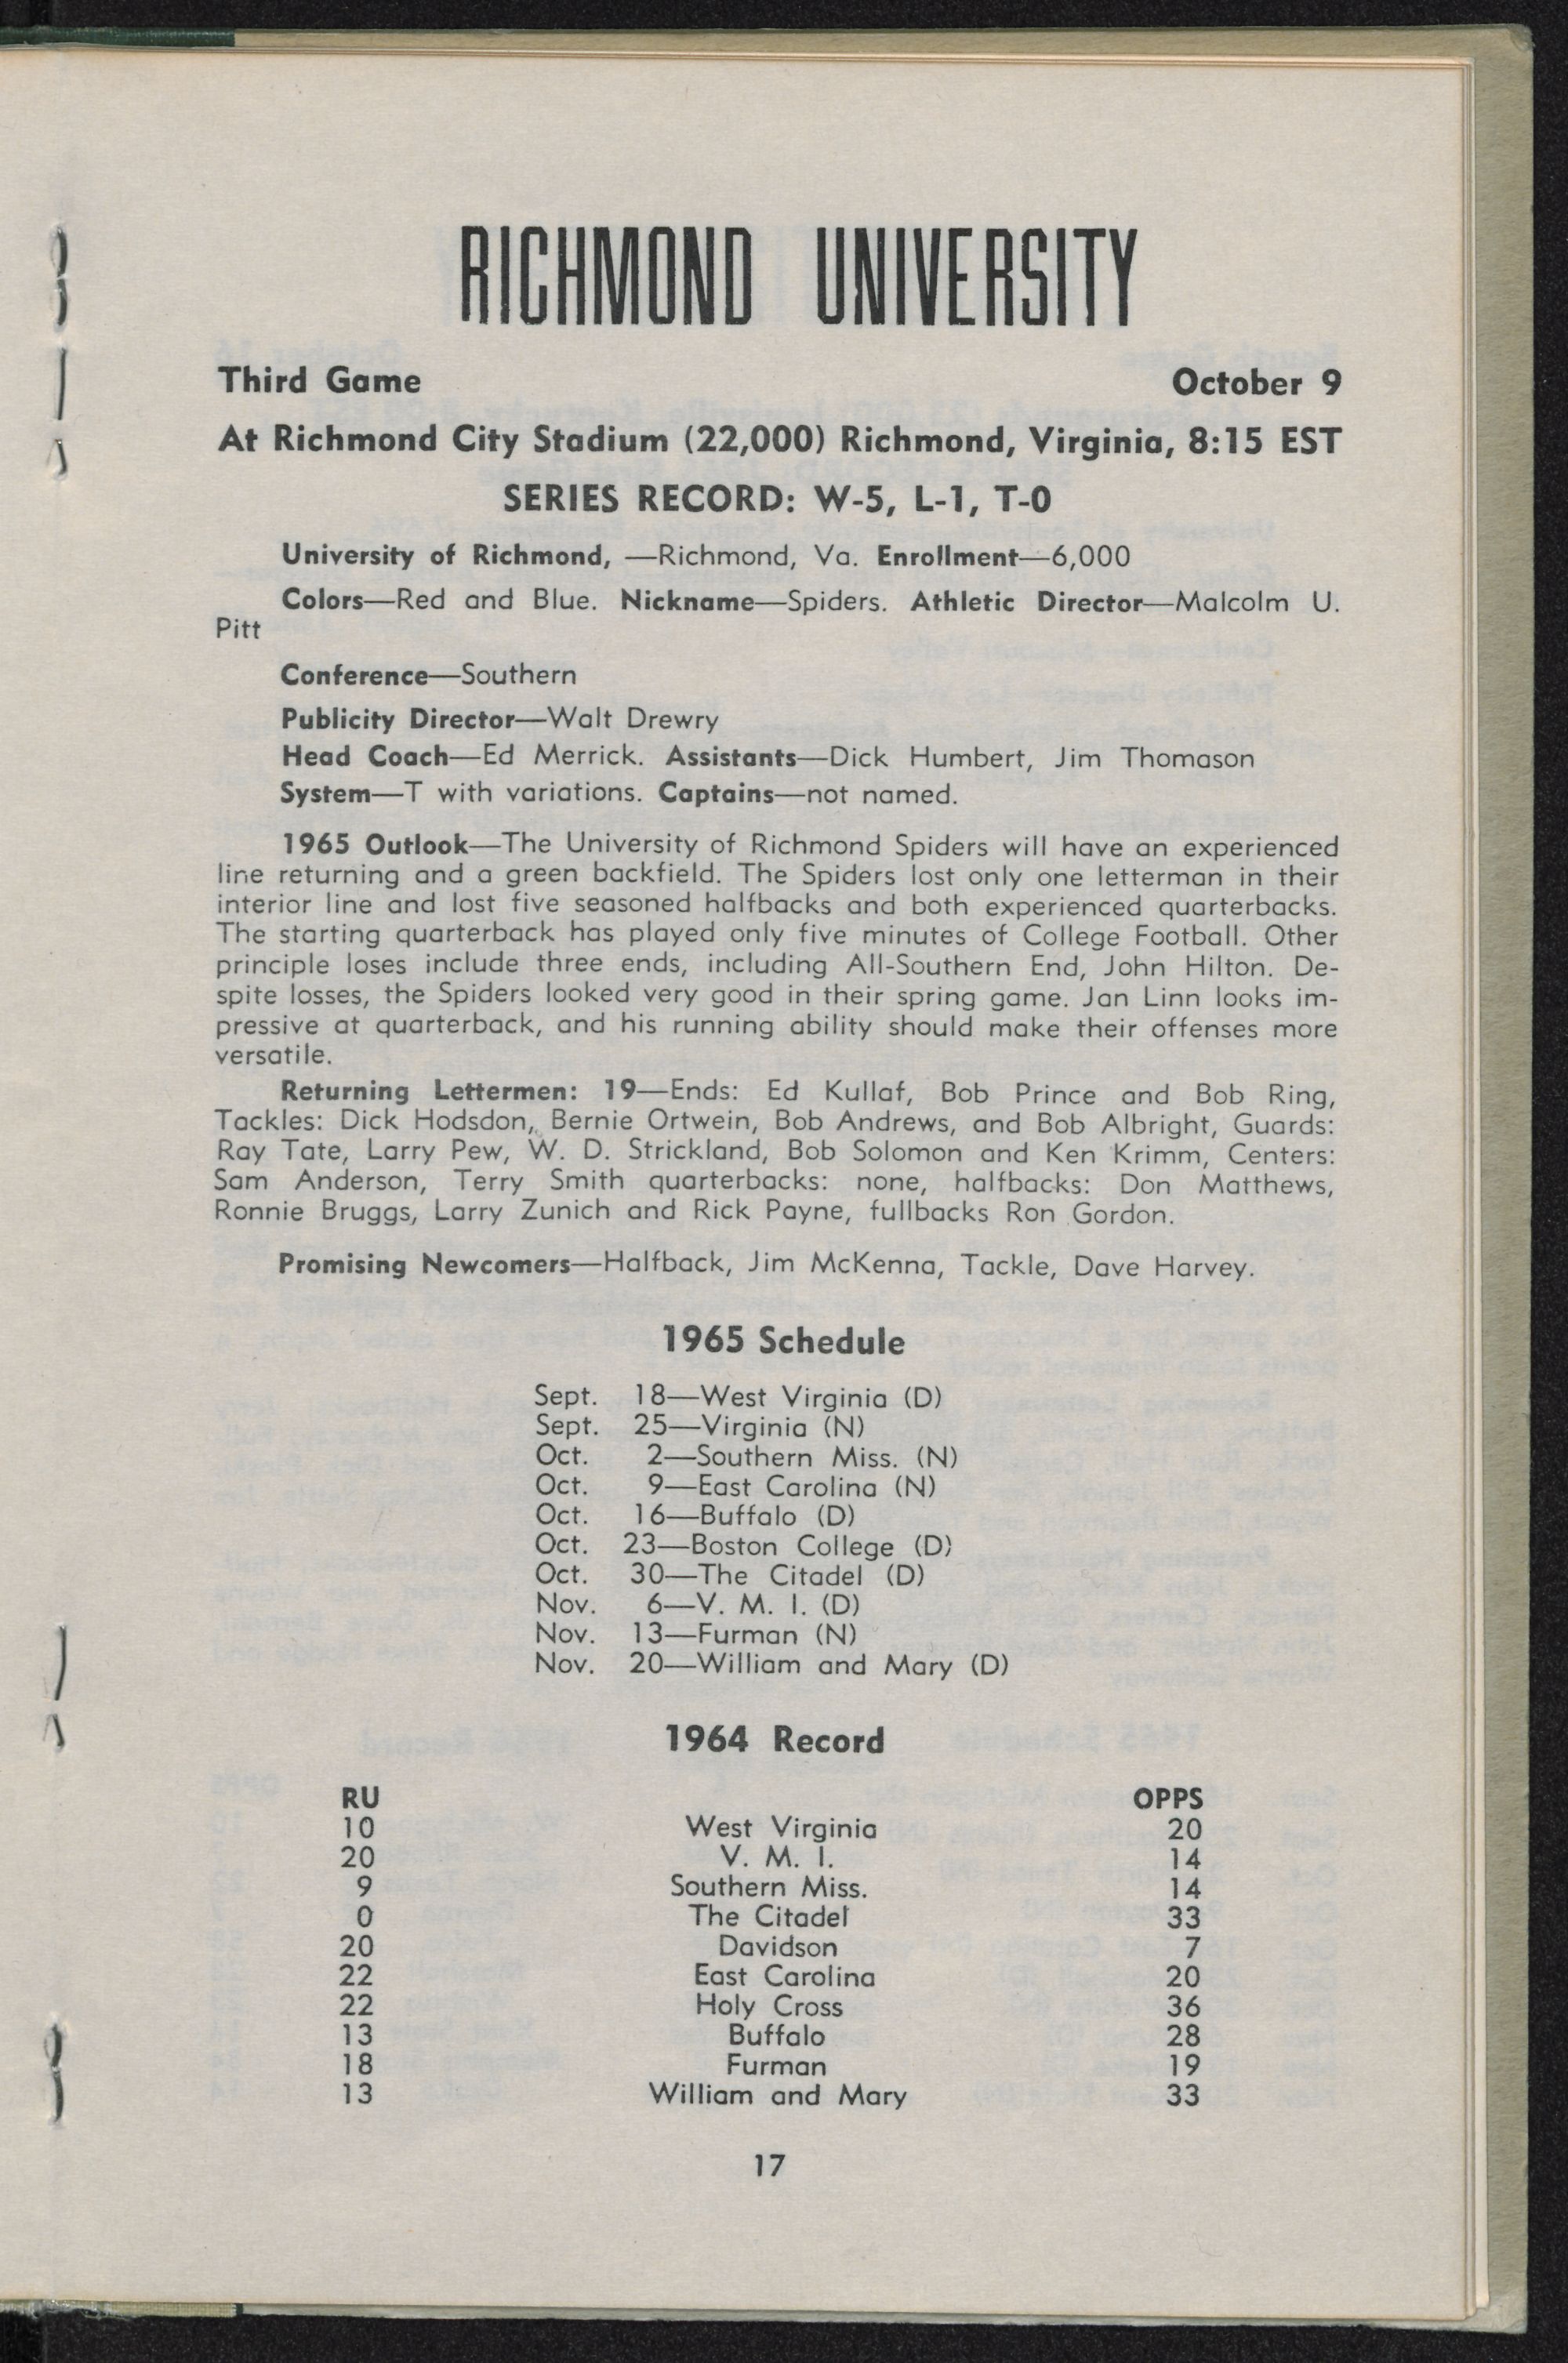 RICHMOND UNIVERSITY
Third Game October 9
At Richmond City Stadium (22,000) Richmond, Virginia, 8:15 EST
SERIES RECORD: W-5, L-1, T-0
University of Richmond, —Richmond, Va. Enrollment—6,000
Colors—Red and Blue. Nickname—Spiders. Athletic Director—Malcolm U.
Pitt
Conference—Southern
Publicity Director—Walt Drewry
Head Coach—Ed Merrick. Assistants—Dick Humbert, Jim Thomason
System—T with variations. Captains—not named.
1965 Outlook—The University of Richmond Spiders will have an experienced
line returning and a green backfield. The Spiders lost only one letterman in their
interior line and lost five seasoned halfbacks and both experienced quarterbacks.
The starting quarterback has played only five minutes of College Football. Other
principle loses include three ends, including All-Southern End, John Hilton. De-
spite losses, the Spiders looked very good in their spring game. Jan Linn looks im-
pressive at quarterback, and his running ability should make their offenses more
versatile.
Returning Lettermen: 19—Ends: Ed Kullaf, Bob Prince and Bob Ring,
Tackles: Dick Hodsdon, Bernie Ortwein, Bob Andrews, and Bob Albright, Guards:
Ray Tate, Larry Pew, W. D. Strickland, Bob Solomon and Ken Krimm, Centers:
Sam Anderson, Terry Smith quarterbacks: none, halfbacks: Don Matthews,
Ronnie Bruggs, Larry Zunich and Rick Payne, fullbacks Ron Gordon.
Promising Newcomers—Halfback, Jim McKenna, Tackle, Dave Harvey.
1965 Schedule
Sept. 18—West Virginia (D)
Sept. 25—Virginia (N)
Oct. 2—Southern Miss. (N)
Oct. 9—East Carolina (N)
Oct. 16—Buffalo (D)
Oct. 23—Boston College (D)
Oct. 30—The Citadel (D)
Nov. 6—V. M. I. (D)
Nov. 13—Furman (N)
Nov. 20—William and Mary (D)
1964 Record
RU OPPS
10 West Virginia 20
20 V. M. I. 14
9 Southern Miss. 14
0 The Citadel 33
20 Davidson 7
22 East Carolina 20
22 Holy Cross 36
13 Buffalo 28
18 Furman 19
13 William and Mary 33
17